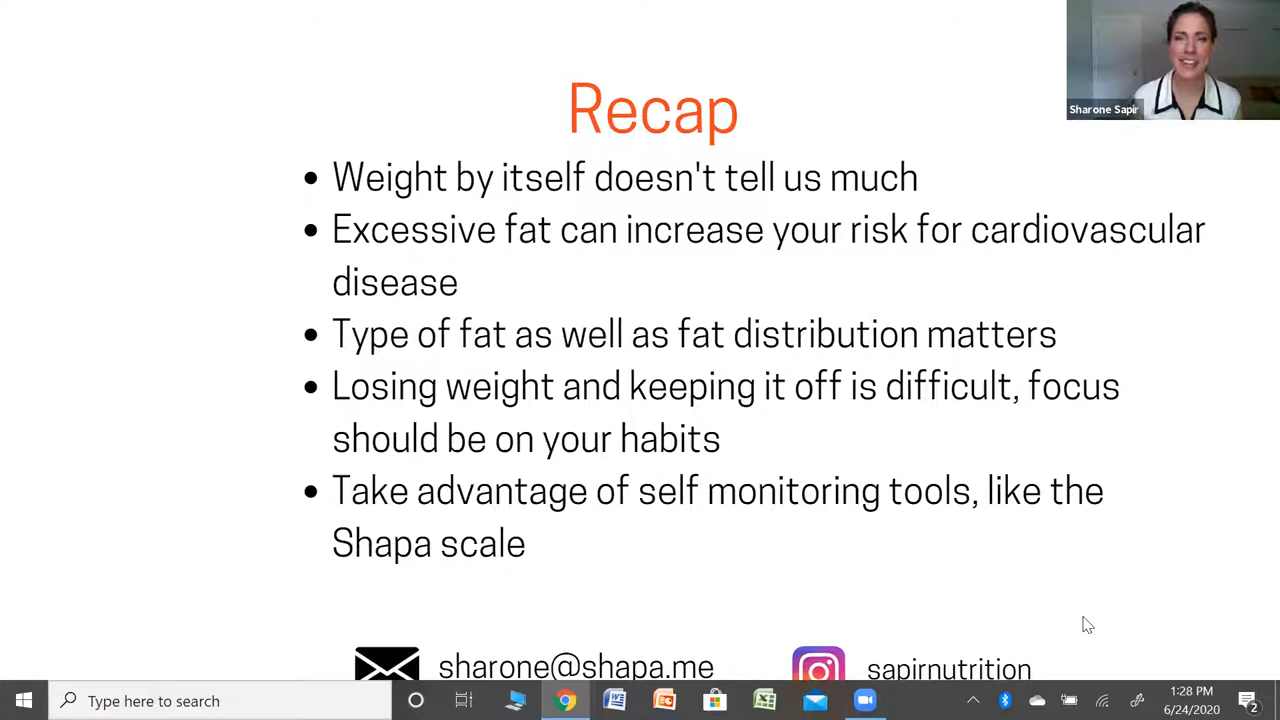 Sharone Sapir
Recap
• Weight by itself doesn't tell us much
• Excessive fat can increase your risk for cardiovascular
disease
• Type of fat as well as fat distribution matters
• Losing weight and keeping it off is difficult, focus
should be on your habits
• Take advantage of self monitoring tools, like the
Shapa scale
sharone@shapa.me
sapirnutrition
Type here to search
1:28 PM
6/24/2020
2